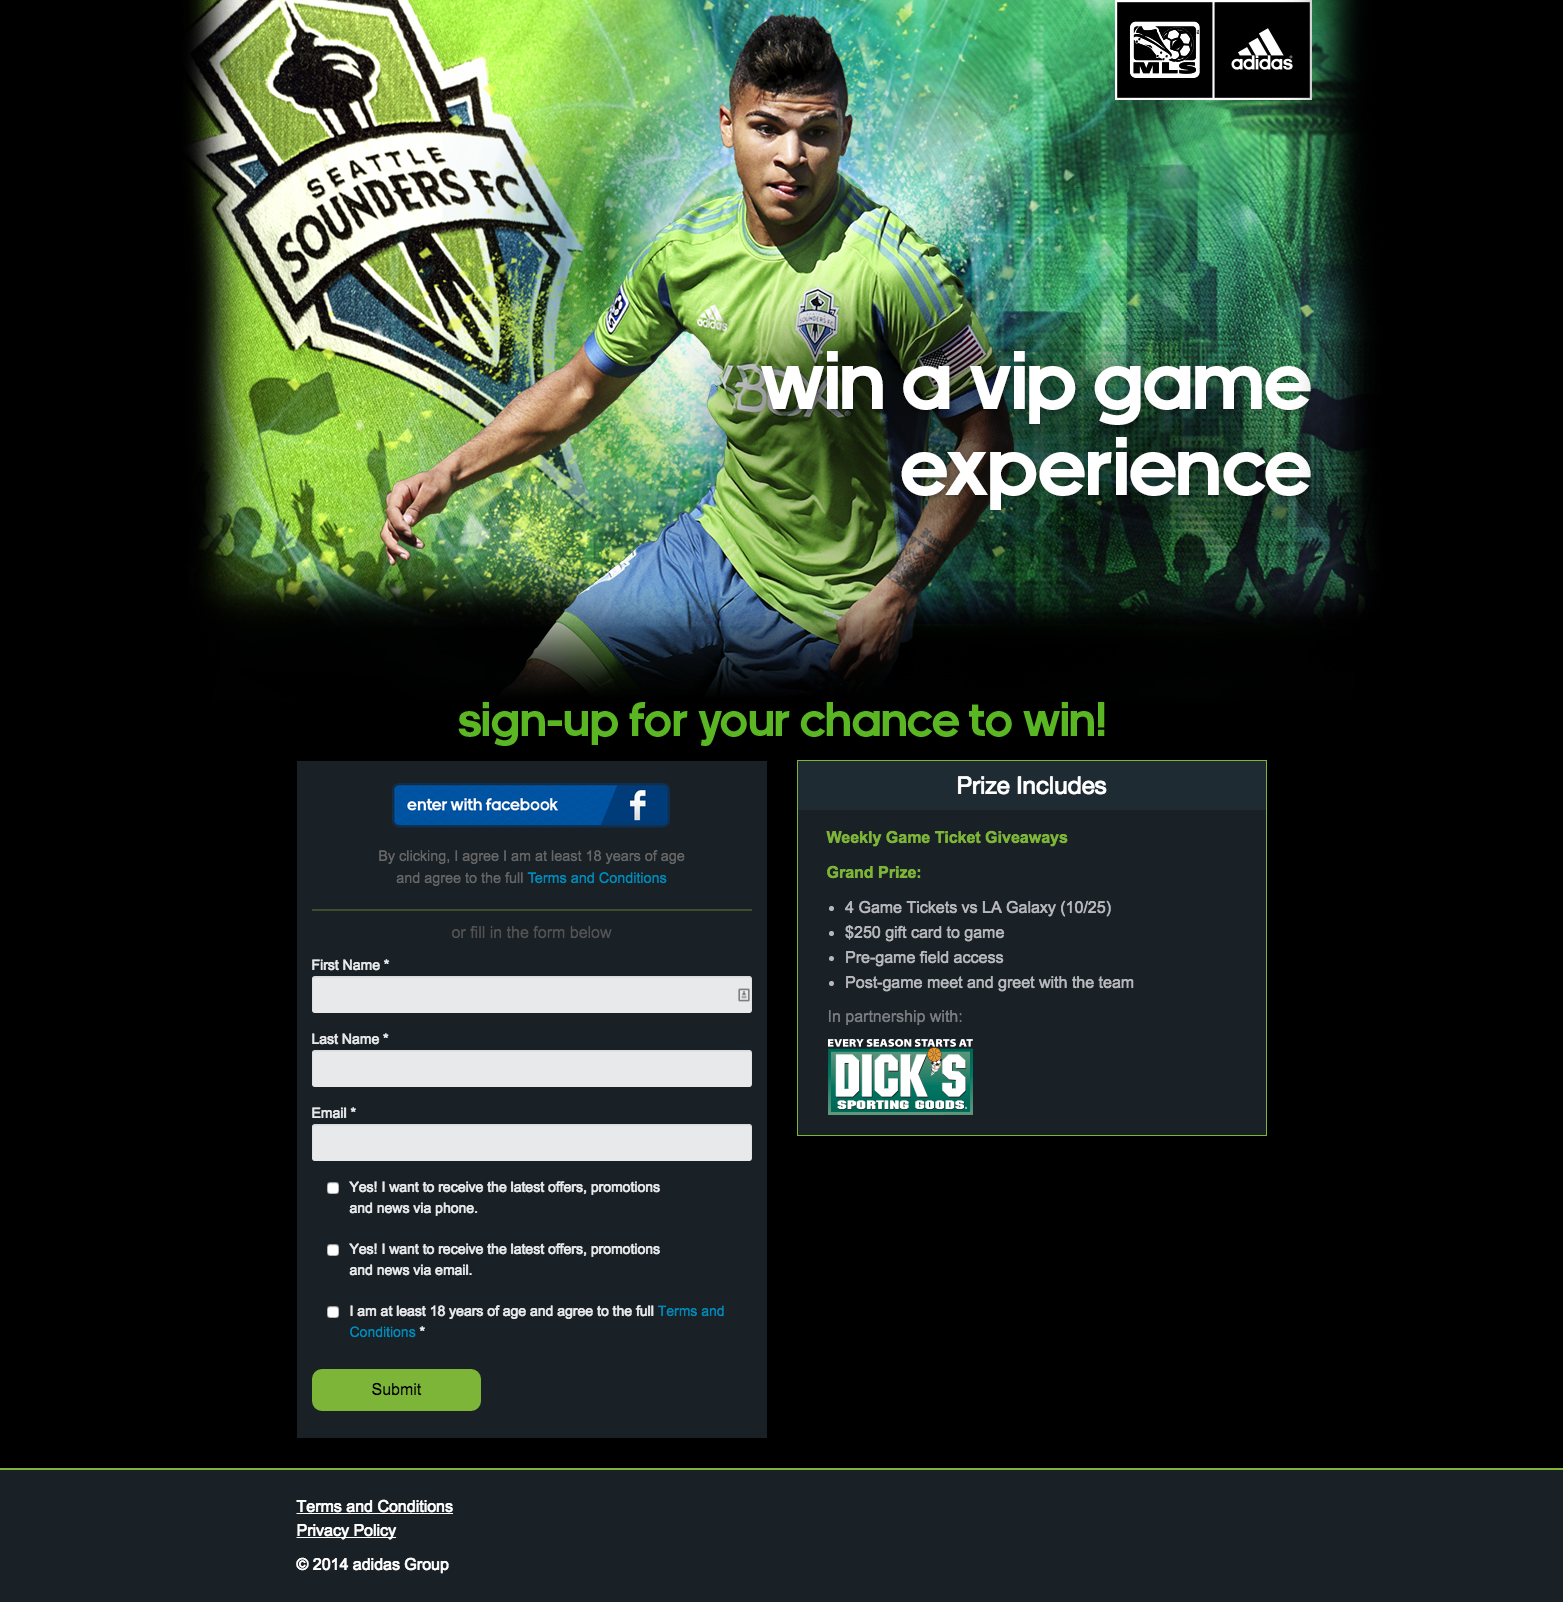 SEATTLE
SOUNDERS FC
MLS
adidas
adidas
SOUNDERS FC
win a vip game
experience
sign-up for your chance to win!
enter with facebook
By clicking, I agree I am at least 18 years of age
and agree to the full Terms and Conditions
or fill in the form below
First Name *
Last Name *
Email *
Yes! I want to receive the latest offers, promotions
and news via phone.
Yes! I want to receive the latest offers, promotions
and news via email.
I am at least 18 years of age and agree to the full Terms and
Conditions *
Submit
Prize Includes
Weekly Game Ticket Giveaways
Grand Prize:
• 4 Game Tickets vs LA Galaxy (10/25)
• $250 gift card to game
• Pre-game field access
• Post-game meet and greet with the team
In partnership with:
EVERY SEASON STARTS AT
DICK'S
SPORTING GOODS
Terms and Conditions
Privacy Policy
© 2014 adidas Group